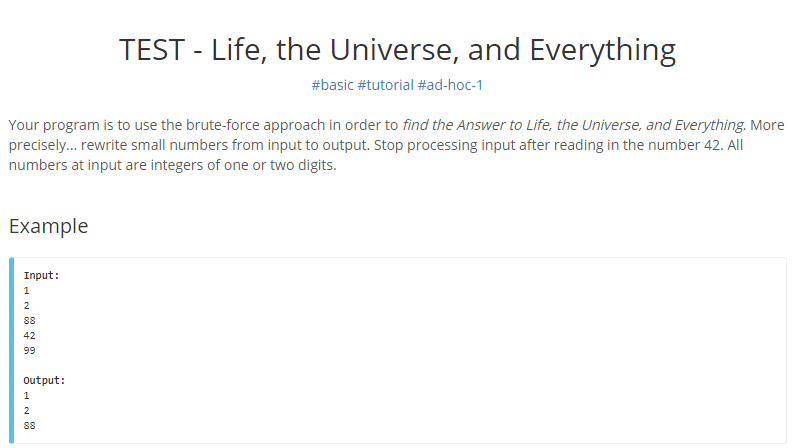 TEST - Life, the Universe, and Everything
#basic #tutorial #ad-hoc-1
Your program is to use the brute-force approach in order to find the Answer to Life, the Universe, and Everything. More
precisely... rewrite small numbers from input to output. Stop processing input after reading in the number 42. All
numbers at input are integers of one or two digits.
Example
Input:
1
2
88
42
99
Output:
1
2
88